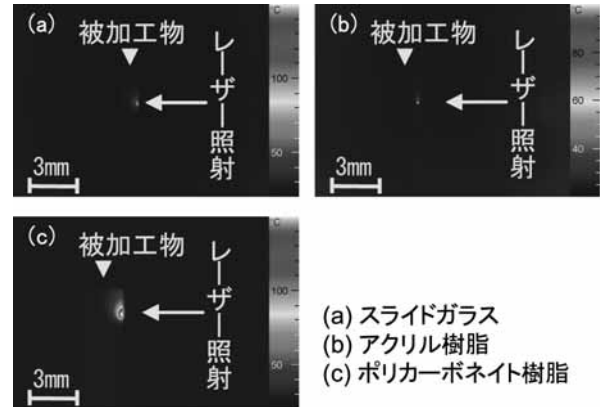 (a)
被加工物
レーザー照射
3mm
℃
100
50
(b)
被加工物
レーザー照射
3mm
℃
80
60
40
(c)
被加工物
レーザー照射
3mm
℃
100
50
(a) スライドガラス
(b) アクリル樹脂
(c) ポリカーボネイト樹脂